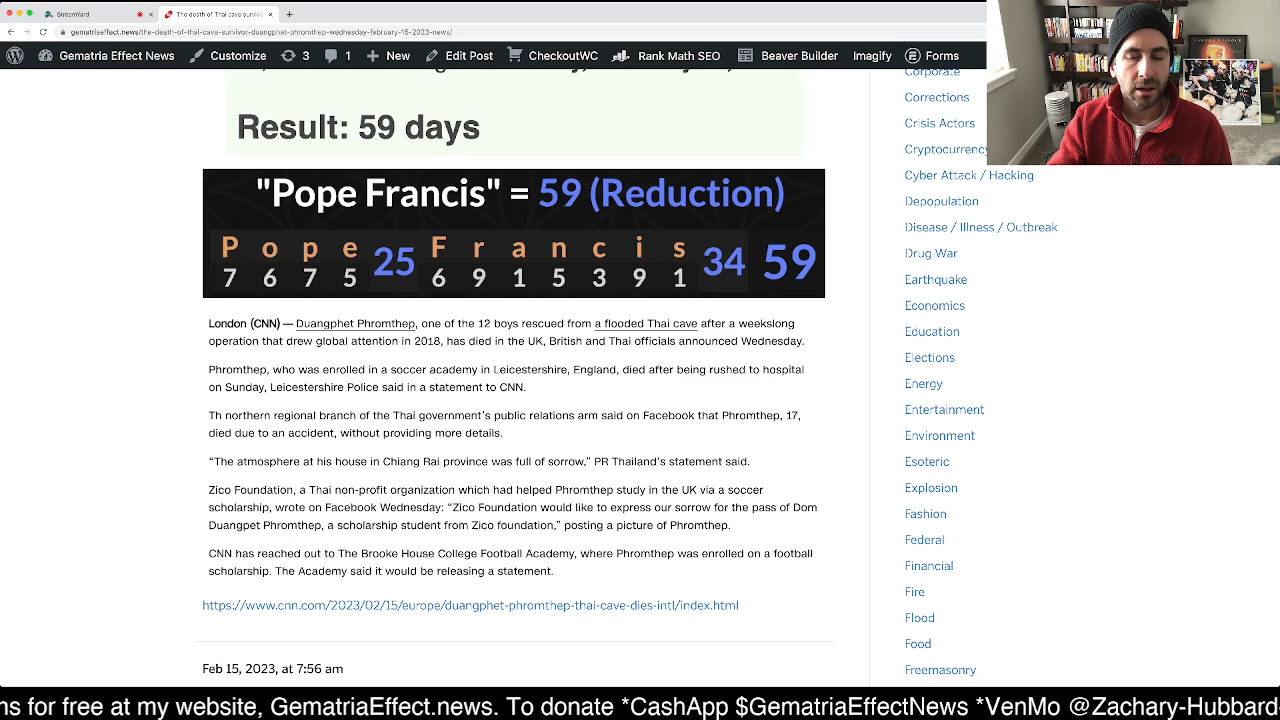 StreamYard
The death of Thai cave survivo
gematriaeffect.news/the-death-of-thai-cave-survivor-duangphet-phromthep-wednesday-february-15-2023-news/
Gematria Effect News Customize 3 1 New Edit Post CheckoutWC Rank Math SEO Beaver Builder Imagify Forms
Result: 59 days
"Pope Francis" = 59 (Reduction)
P o p e 25 F r a n c i s 34 59
7 6 7 5 6 9 1 5 3 9 1
London (CNN) — Duangphet Phromthep, one of the 12 boys rescued from a flooded Thai cave after a weekslong
operation that drew global attention in 2018, has died in the UK, British and Thai officials announced Wednesday.
Phromthep, who was enrolled in a soccer academy in Leicestershire, England, died after being rushed to hospital
on Sunday, Leicestershire Police said in a statement to CNN.
Th northern regional branch of the Thai government's public relations arm said on Facebook that Phromthep, 17,
died due to an accident, without providing more details.
“The atmosphere at his house in Chiang Rai province was full of sorrow,” PR Thailand's statement said.
Zico Foundation, a Thai non-profit organization which had helped Phromthep study in the UK via a soccer
scholarship, wrote on Facebook Wednesday: “Zico Foundation would like to express our sorrow for the pass of Dom
Duangpet Phromthep, a scholarship student from Zico foundation,” posting a picture of Phromthep.
CNN has reached out to The Brooke House College Football Academy, where Phromthep was enrolled on a football
scholarship. The Academy said it would be releasing a statement.
https://www.cnn.com/2023/02/15/europe/duangphet-phromthep-thai-cave-dies-intl/index.html
Feb 15, 2023, at 7:56 am
Corporate
Corrections
Crisis Actors
Cryptocurrency
Cyber Attack / Hacking
Depopulation
Disease / Illness / Outbreak
Drug War
Earthquake
Economics
Education
Elections
Energy
Entertainment
Environment
Esoteric
Explosion
Fashion
Federal
Financial
Fire
Flood
Food
Freemasonry
ns for free at my website, GematriaEffect.news. To donate *CashApp $GematriaEffectNews *VenMo @Zachary-Hubbard